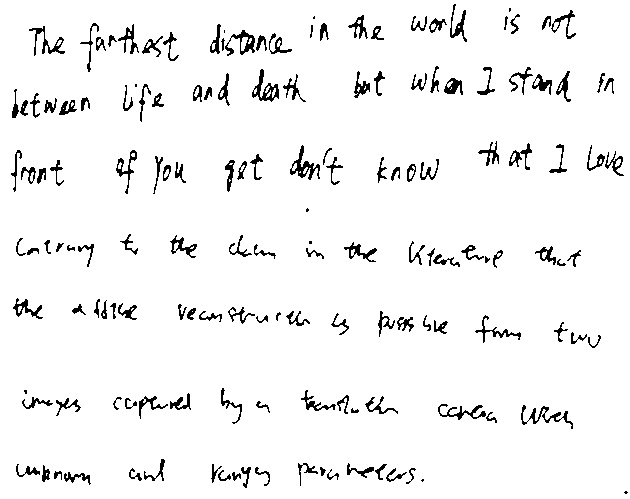 The farthest distance in the world is not
between life and death but when I stand in
front of you yet don't know that I love
Contrary to the claim in the literature that
the affine reconstruction is possible from two
images captured by a translation camera with
unknown and varying parameters.